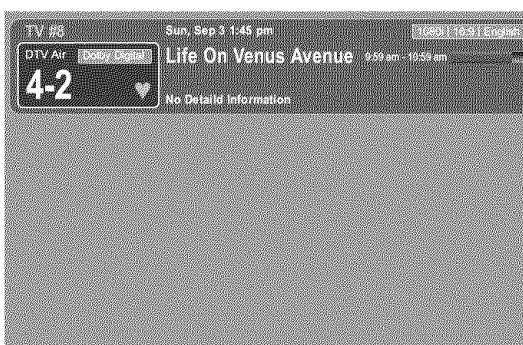 TV #8
DTV Air Dolby Digital
4-2
Sun, Sep 3 1:45 pm
1080i | 16:9 | English
Life On Venus Avenue 9:59 am - 10:59 am
No Detaild Information